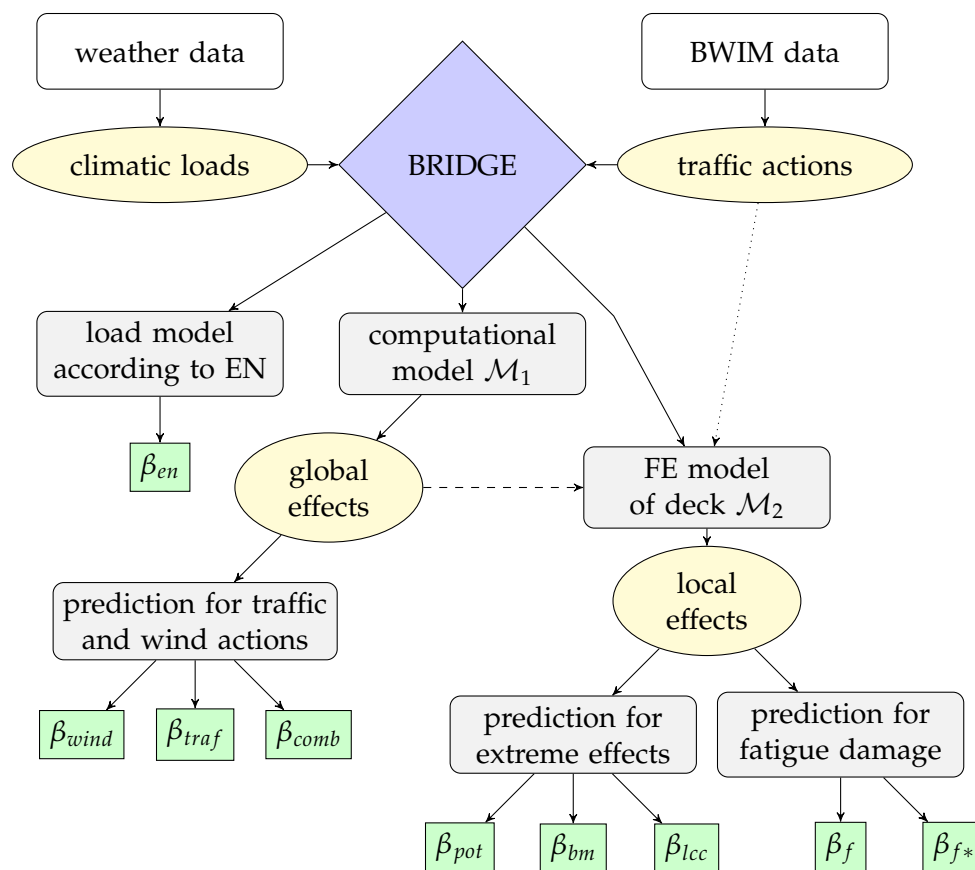 weather data
BWIM data
climatic loads
BRIDGE
traffic actions
load model
according to EN
computational
model ℳ₁
β_en
global
effects
FE model
of deck ℳ₂
prediction for traffic
and wind actions
local
effects
β_wind
β_traf
β_comb
prediction for
extreme effects
prediction for
fatigue damage
β_pot
β_bm
β_lcc
β_f
β_f*